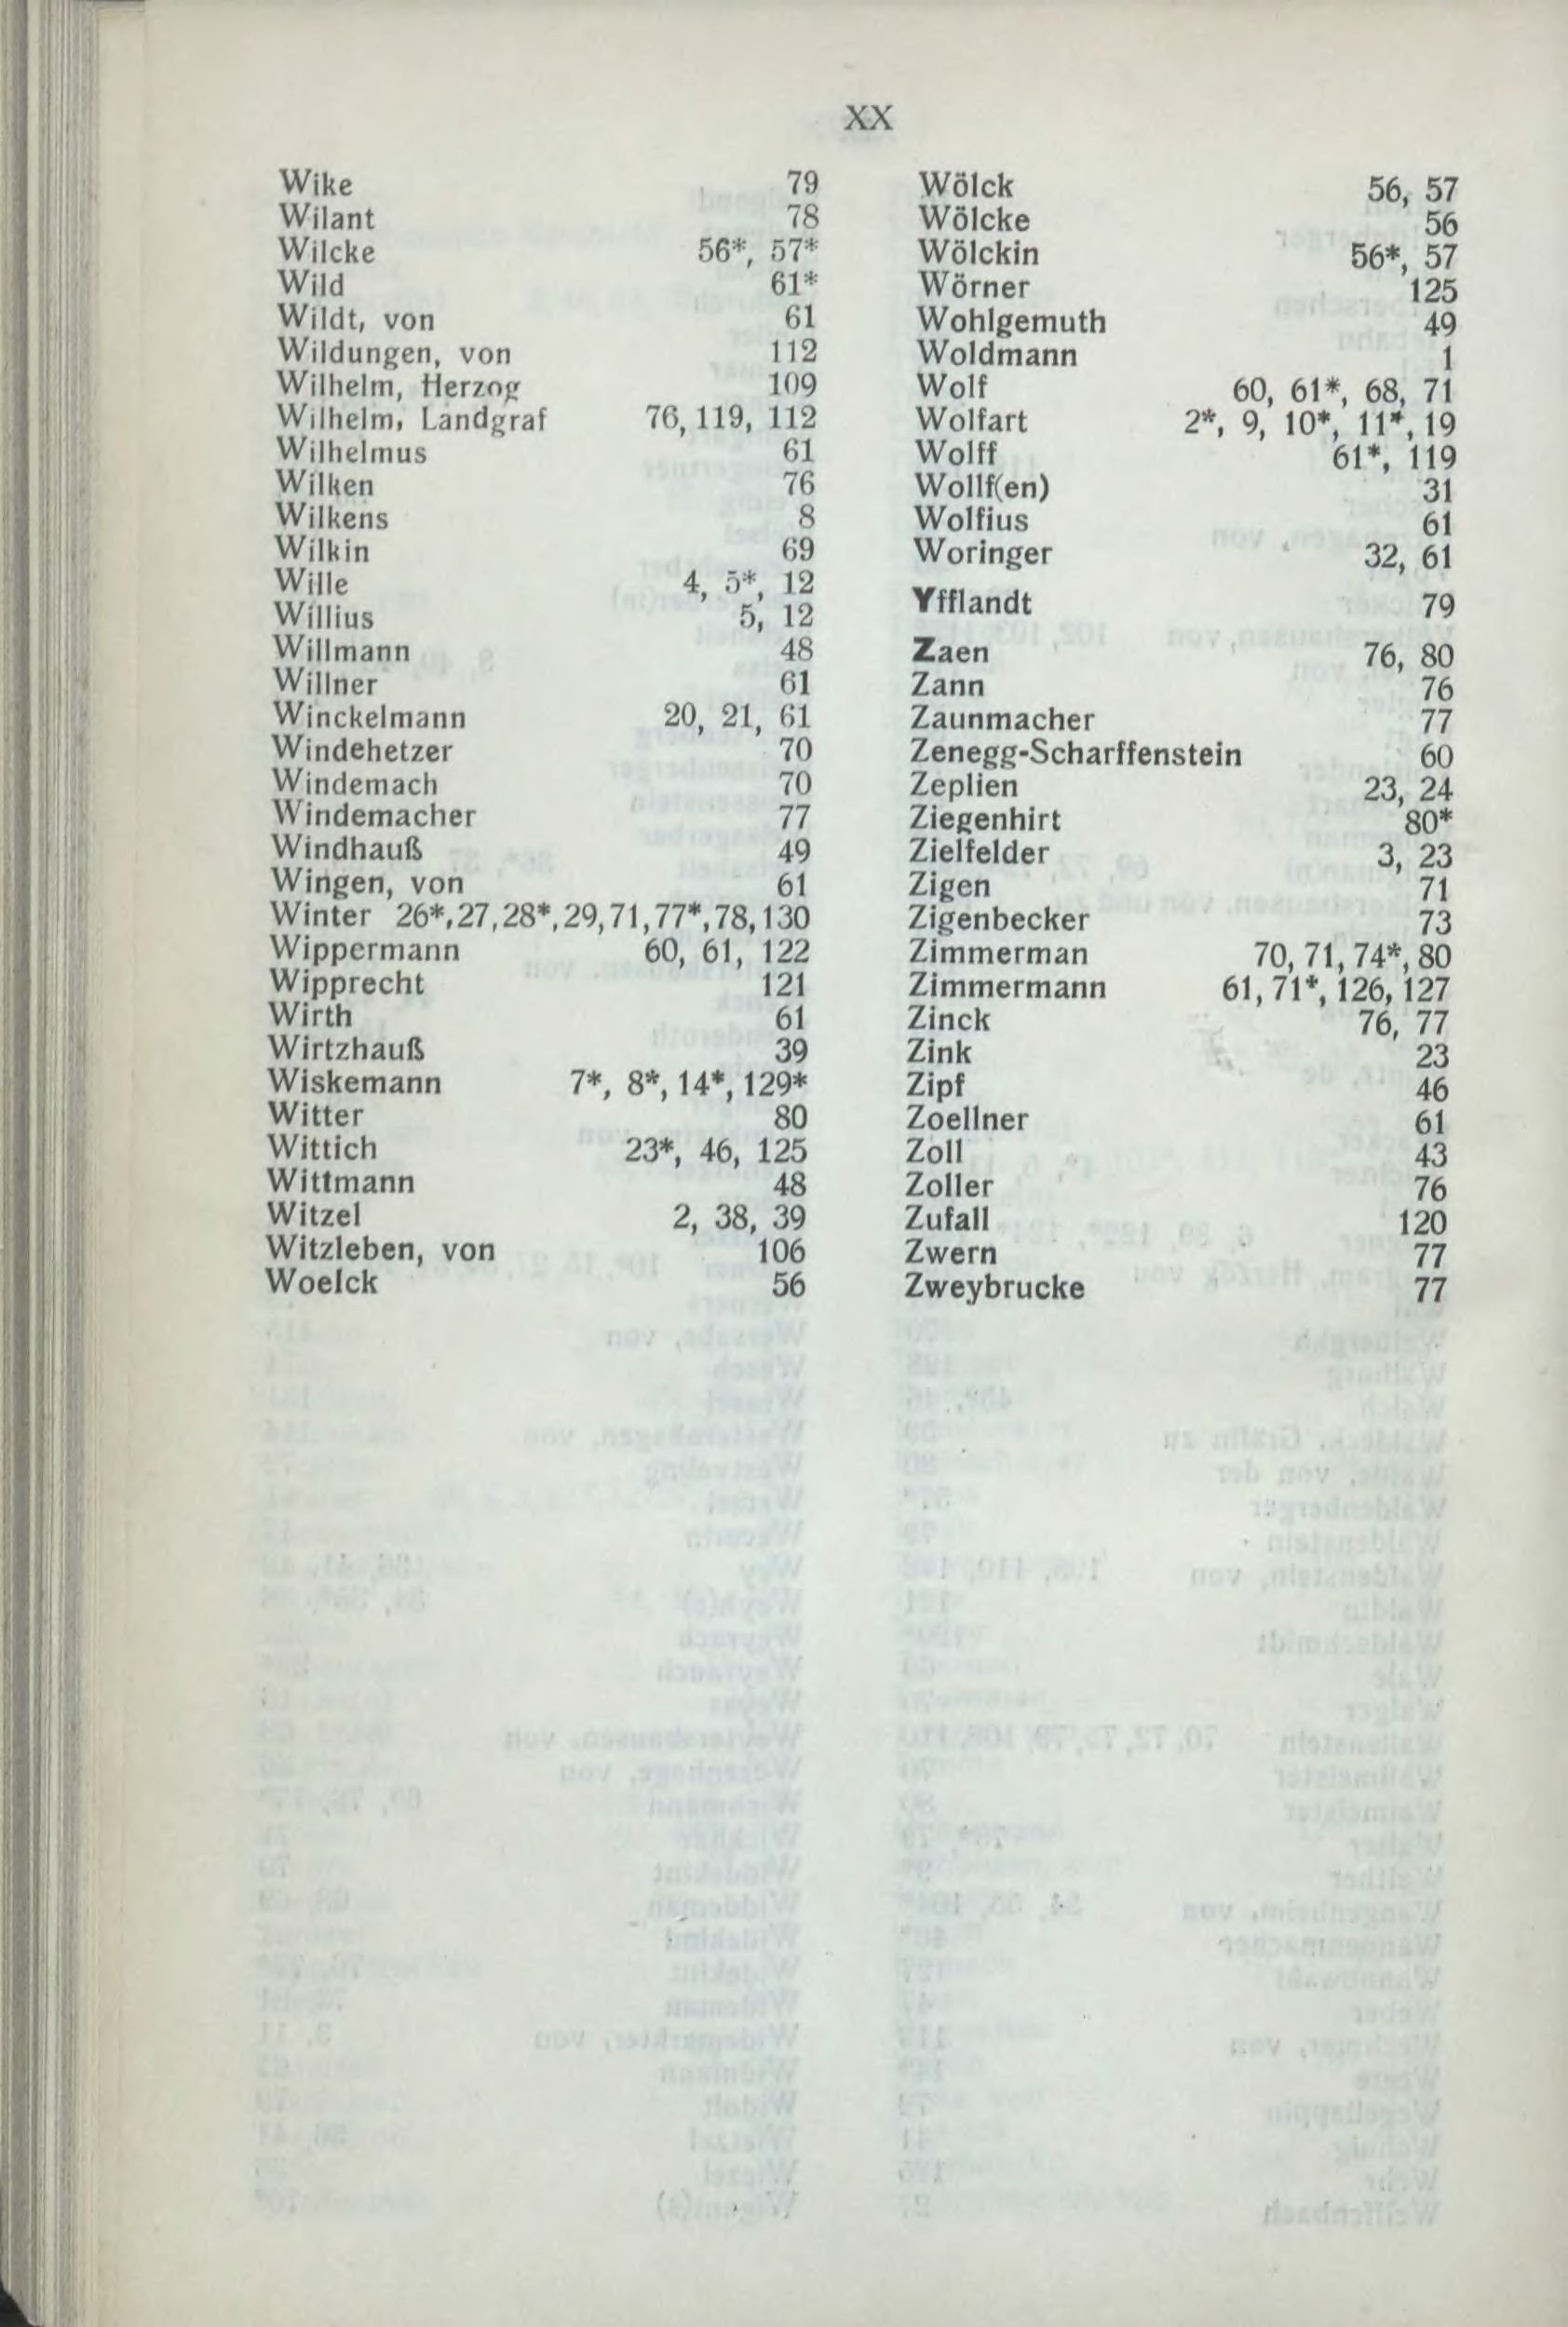 XX
Wike 79
Wilant 78
Wilcke 56*, 57*
Wild 61*
Wildt, von 61
Wildungen, von 112
Wilhelm, Herzog 109
Wilhelm, Landgraf 76, 119, 112
Wilhelmus 61
Wilken 76
Wilkens 8
Wilkin 69
Wille 4, 5*, 12
Willius 5, 12
Willmann 48
Willner 61
Winckelmann 20, 21, 61
Windehetzer 70
Windemach 70
Windemacher 77
Windhauß 49
Wingen, von 61
Winter 26*, 27, 28*, 29, 71, 77*, 78, 130
Wippermann 60, 61, 122
Wipprecht 121
Wirth 61
Wirtzhauß 39
Wiskemann 7*, 8*, 14*, 129*
Witter 80
Wittich 23*, 46, 125
Wittmann 48
Witzel 2, 38, 39
Witzleben, von 106
Woelck 56
Wölck 56, 57
Wölcke 56
Wölckin 56*, 57
Wörner 125
Wohlgemuth 49
Woldmann 1
Wolf 60, 61*, 68, 71
Wolfart 2*, 9, 10*, 11*, 19
Wolff 61*, 119
Wollf(en) 31
Wolfius 61
Woringer 32, 61
Yfflandt 79
Zaen 76, 80
Zann 76
Zaunmacher 77
Zenegg-Scharffenstein 60
Zeplien 23, 24
Ziegenhirt 80*
Zielfelder 3, 23
Zigen 71
Zigenbecker 73
Zimmerman 70, 71, 74*, 80
Zimmermann 61, 71*, 126, 127
Zinck 76, 77
Zink 23
Zipf 46
Zoellner 61
Zoll 43
Zoller 76
Zufall 120
Zwern 77
Zweybrucke 77